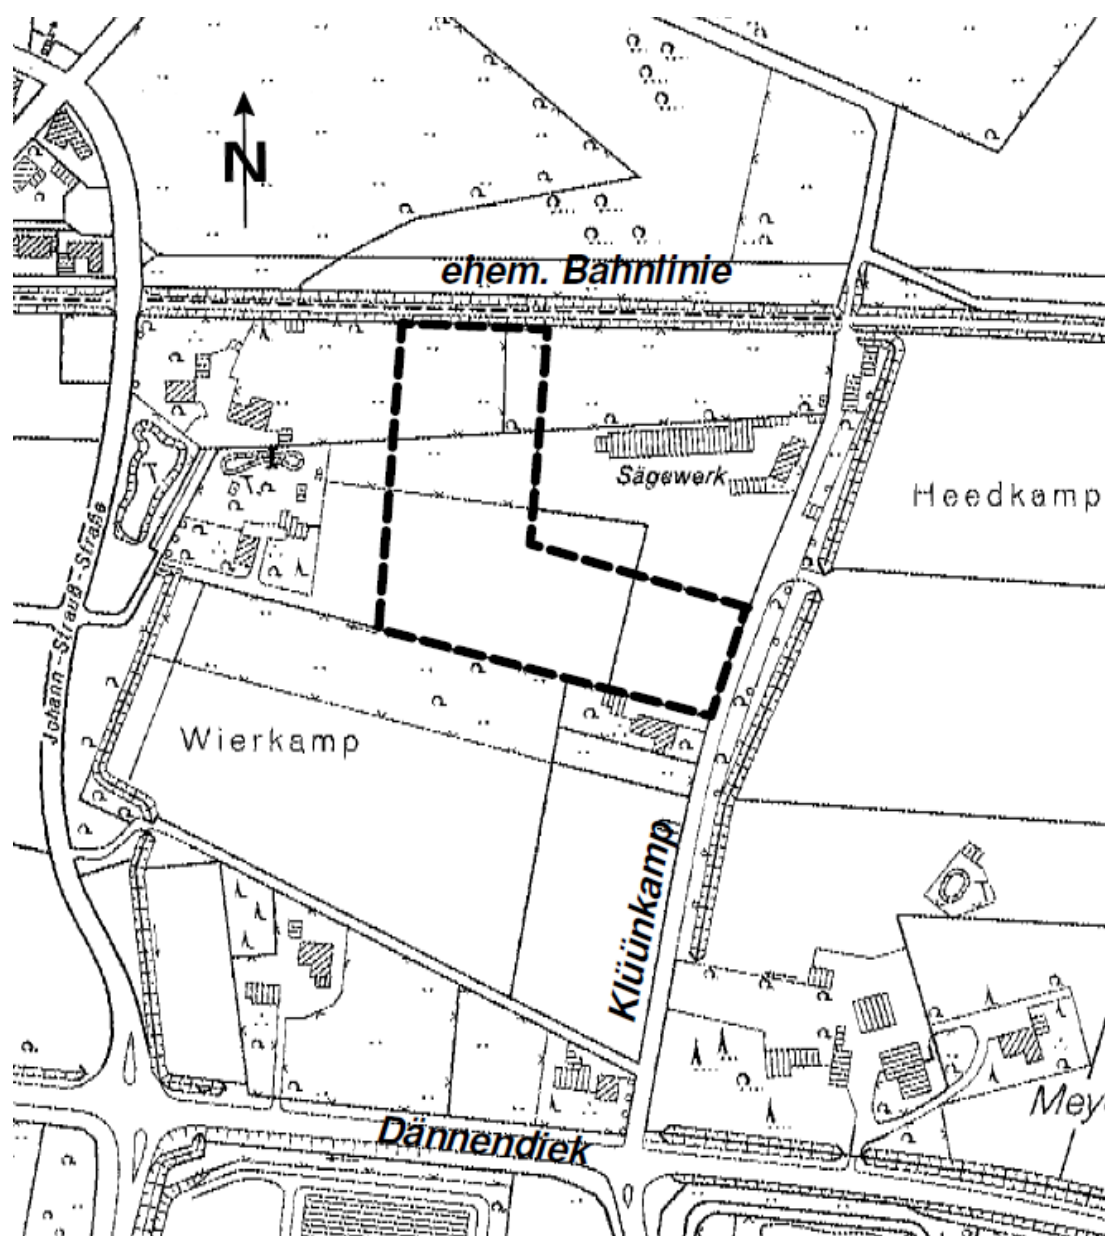 N
ehem. Bahnlinie
Sägewerk
Heedkamp
T
T.
Johann-Strauß-Straße
Wierkamp
Klüünkamp
T
Mey
Dännendiek